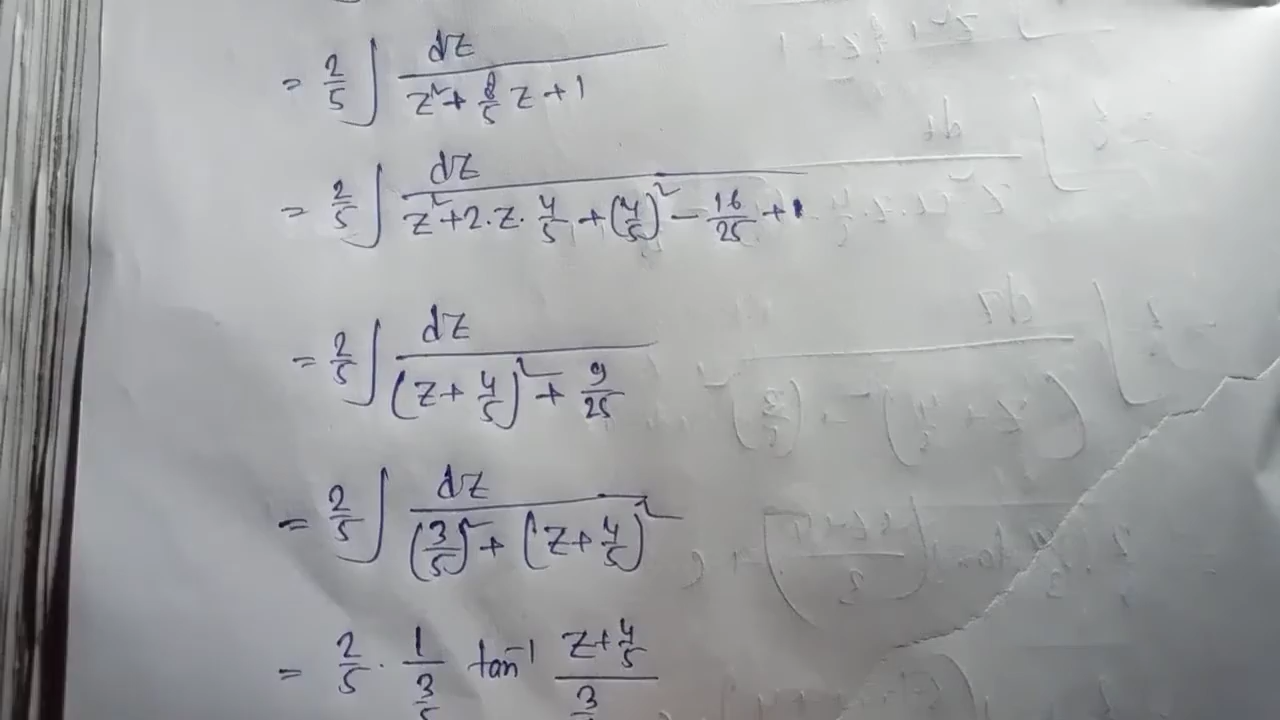 = 2/5 ∫ dz / (z² + 8/5 z + 1)
= 2/5 ∫ dz / (z² + 2·z·4/5 + (4/5)² − 16/25 + 1)
= 2/5 ∫ dz / ((z + 4/5)² + 9/25)
= 2/5 ∫ dz / ((3/5)² + (z + 4/5)²)
= 2/5 · 1/(3/5) tan⁻¹ (z + 4/5)/(3/